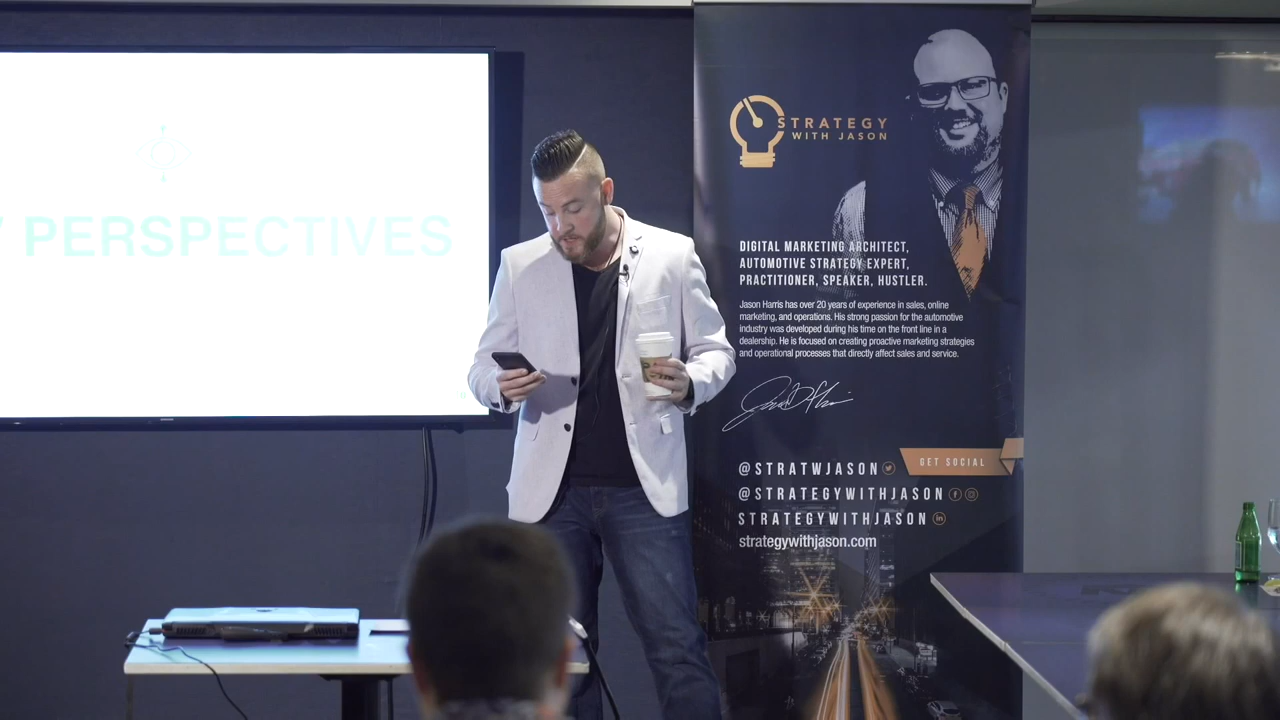 PERSPECTIVES
STRATEGY
WITH JASON
DIGITAL MARKETING ARCHITECT,
AUTOMOTIVE STRATEGY EXPERT,
PRACTITIONER, SPEAKER, HUSTLER.
Jason Harris has over 20 years of experience in sales, online
marketing, and operations. His strong passion for the automotive
industry was developed during his time on the front line in a
dealership. He is focused on creating proactive marketing strategies
and operational processes that directly affect sales and service.
GET SOCIAL
@STRATWJASON
@STRATEGYWITHJASON
STRATEGYWITHJASON
strategywithjason.com